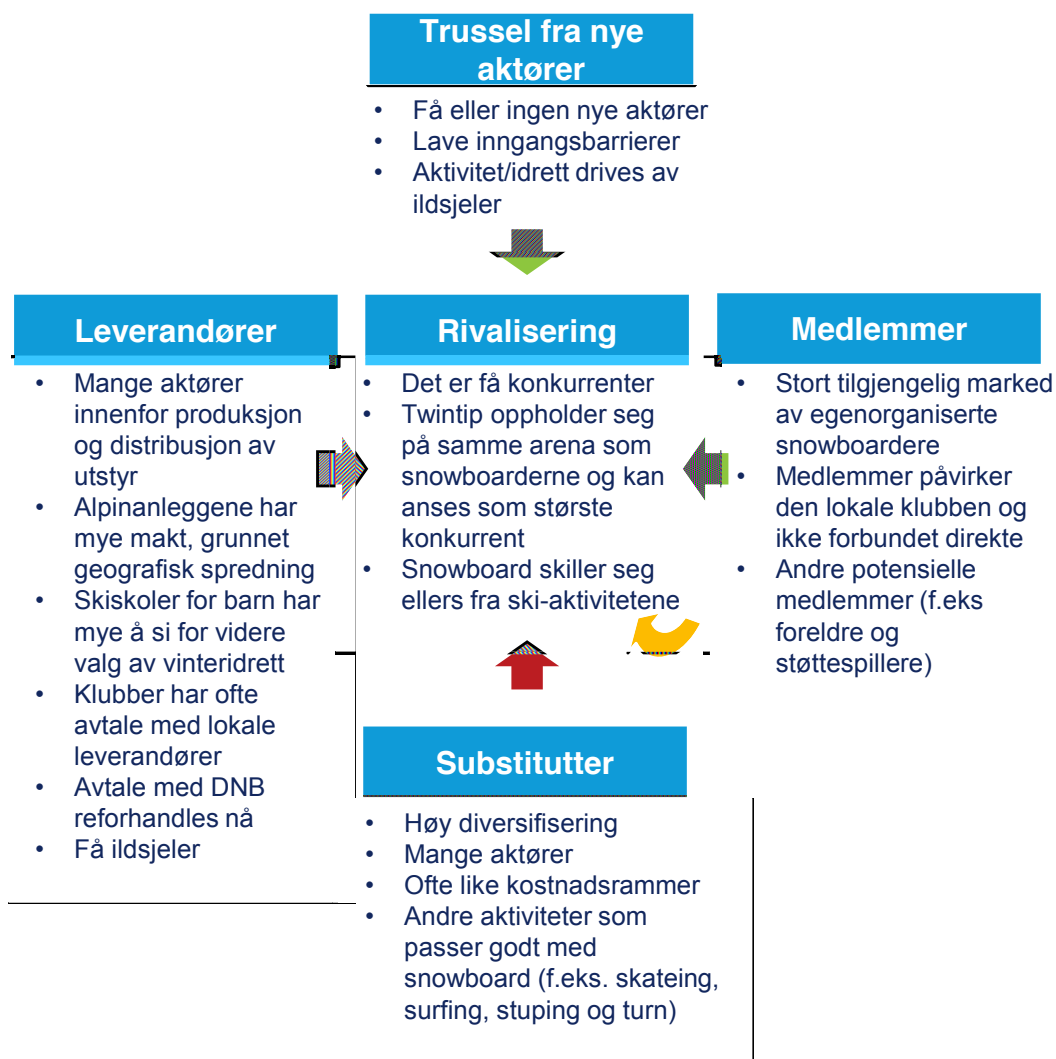 Trussel fra nye
aktører
• Få eller ingen nye aktører
• Lave inngangsbarrierer
• Aktivitet/idrett drives av
ildsjeler
Leverandører
• Mange aktører
innenfor produksjon
og distribusjon av
utstyr
• Alpinanleggene har
mye makt, grunnet
geografisk spredning
• Skiskoler for barn har
mye å si for videre
valg av vinteridrett
• Klubber har ofte
avtale med lokale
leverandører
• Avtale med DNB
reforhandles nå
• Få ildsjeler
Rivalisering
• Det er få konkurrenter
• Twintip oppholder seg
på samme arena som
snowboarderne og kan
anses som største
konkurrent
• Snowboard skiller seg
ellers fra ski-aktivitetene
Medlemmer
• Stort tilgjengelig marked
av egenorganiserte
snowboardere
• Medlemmer påvirker
den lokale klubben og
ikke forbundet direkte
• Andre potensielle
medlemmer (f.eks
foreldre og
støttespillere)
Substitutter
• Høy diversifisering
• Mange aktører
• Ofte like kostnadsrammer
• Andre aktiviteter som
passer godt med
snowboard (f.eks. skateing,
surfing, stuping og turn)